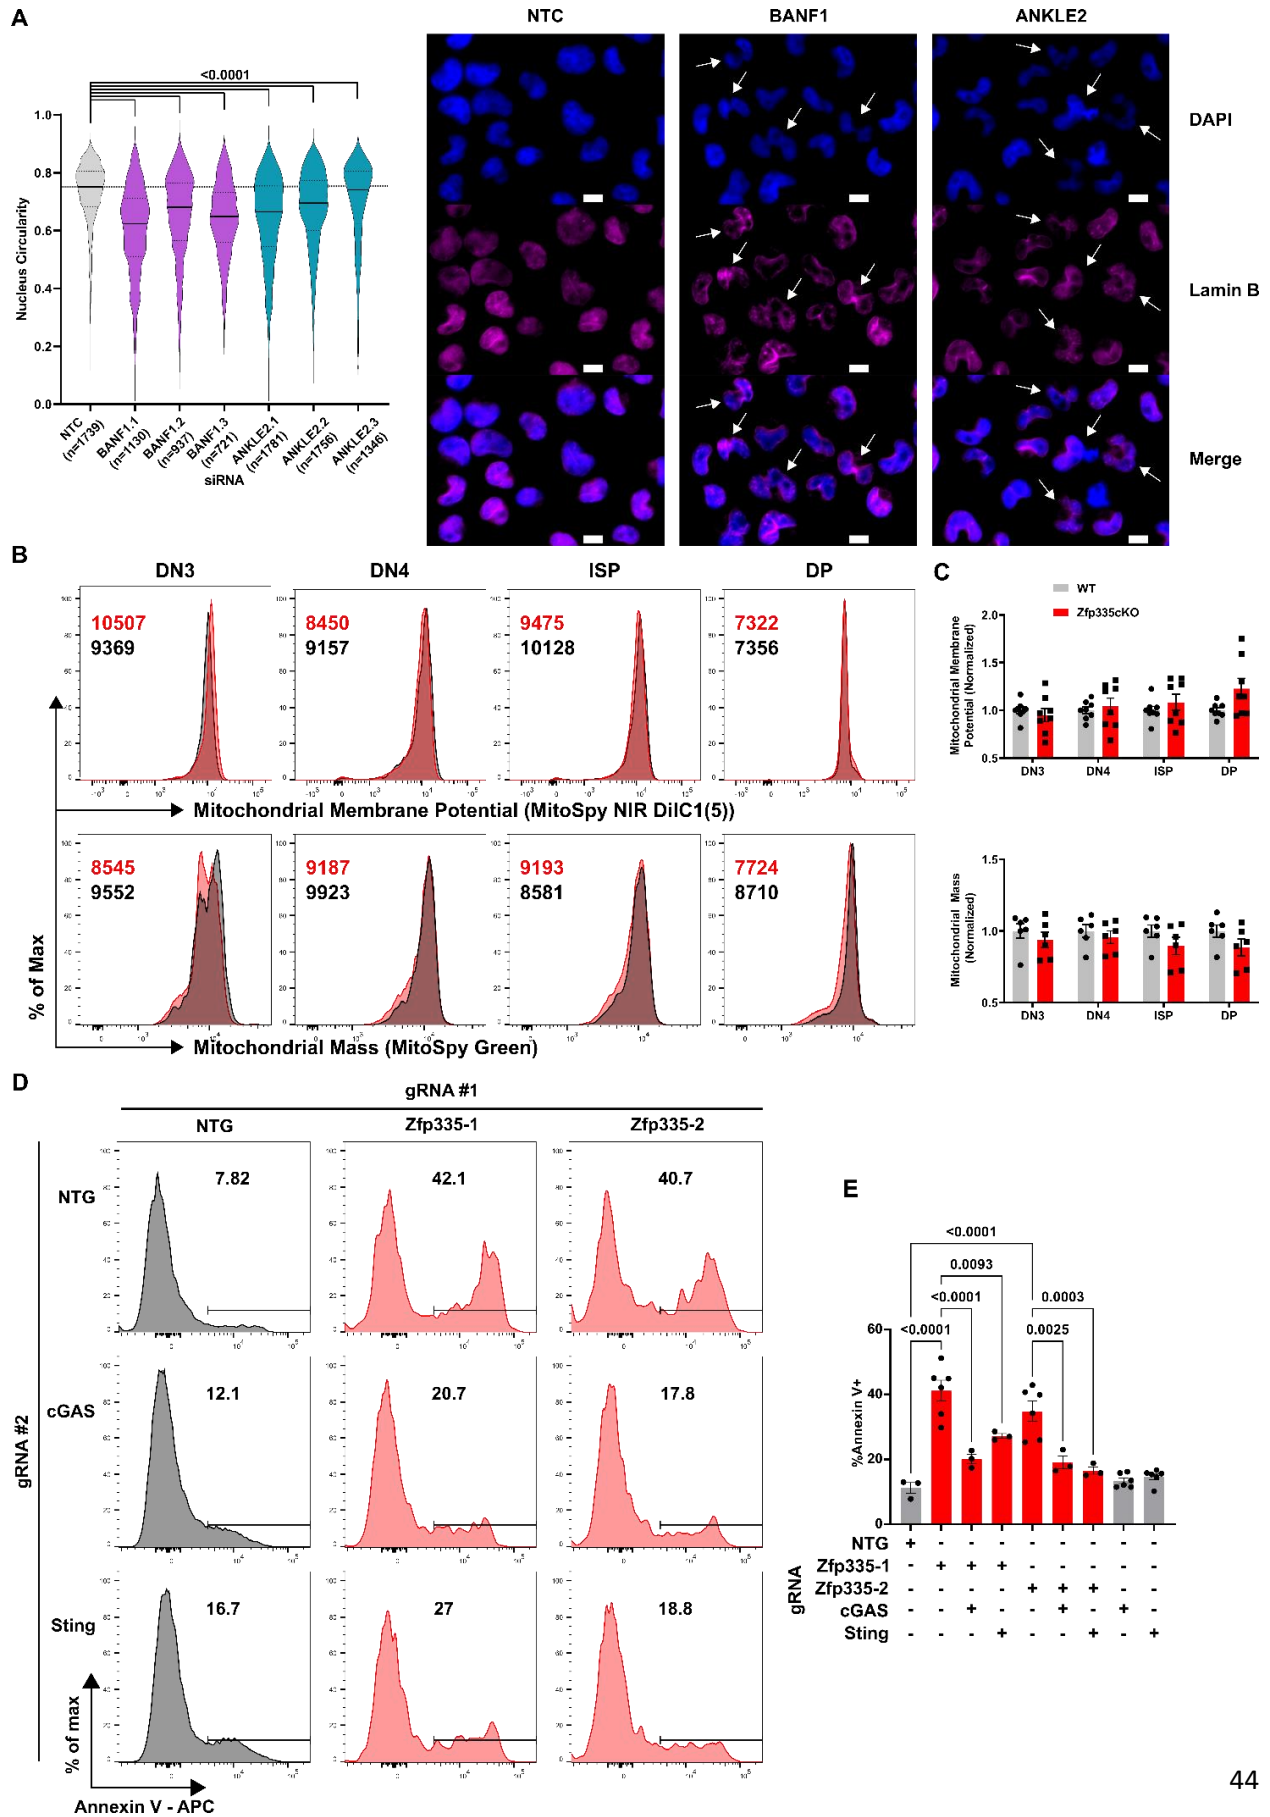 A
NTC
BANF1
ANKLE2
<0.0001
1.0
0.8
0.6
0.4
0.2
0.0
Nucleus Circularity
NTC
(n=1739)
BANF1.1
(n=1130)
BANF1.2
(n=937)
BANF1.3
(n=721)
ANKLE2.1
(n=1781)
ANKLE2.2
(n=1756)
ANKLE2.3
(n=1346)
siRNA
DAPI
Lamin B
Merge
B
DN3
DN4
ISP
DP
10507
9369
8450
9157
9475
10128
7322
7356
Mitochondrial Membrane Potential (MitoSpy NIR DilC1(5))
8545
9552
9187
9923
9193
8581
7724
8710
% of Max
Mitochondrial Mass (MitoSpy Green)
C
WT
Zfp335cKO
Mitochondrial Membrane
Potential (Normalized)
2.0
1.5
1.0
0.5
DN3 DN4 ISP DP
Mitochondrial Mass
(Normalized)
1.5
1.0
0.5
DN3 DN4 ISP DP
D
gRNA #1
NTG
Zfp335-1
Zfp335-2
gRNA #2
NTG
7.82
42.1
40.7
cGAS
12.1
20.7
17.8
Sting
16.7
27
18.8
% of max
Annexin V - APC
E
<0.0001
0.0093
<0.0001
0.0003
<0.0001
0.0025
%Annexin V+
60
40
20
0
gRNA
NTG + - - - - - - - -
Zfp335-1 - + + + - - - - -
Zfp335-2 - - - - + + + - -
cGAS - - + - - + - + -
Sting - - - + - - + - +
44